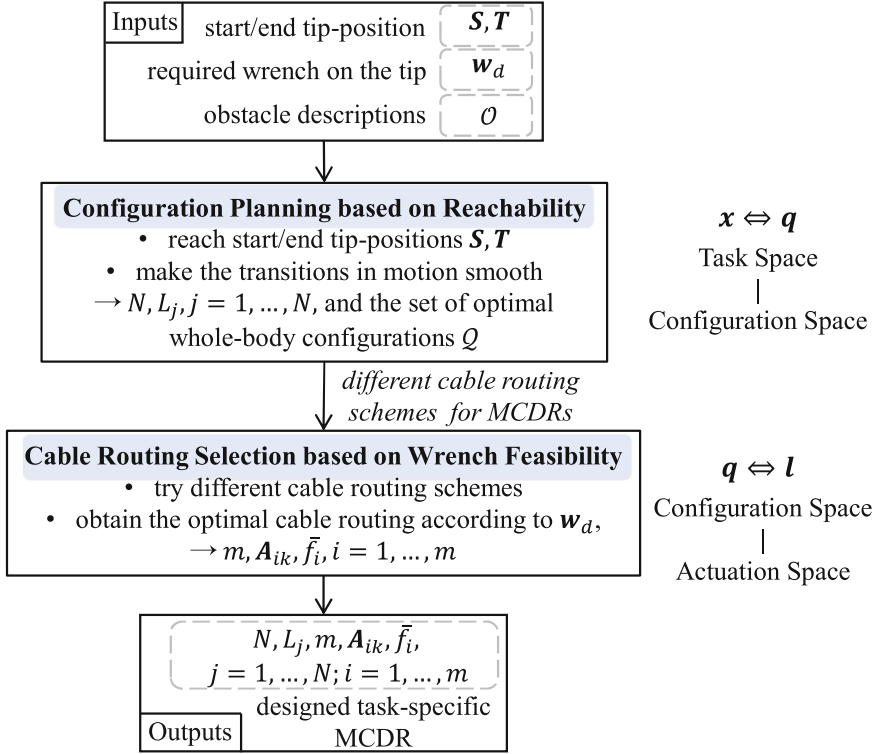 Inputs
start/end tip-position S, T
required wrench on the tip w_d
obstacle descriptions 𝒪
Configuration Planning based on Reachability
• reach start/end tip-positions S, T
• make the transitions in motion smooth
→ N, L_j, j = 1, …, N, and the set of optimal
whole-body configurations 𝒬
x ⇔ q
Task Space
Configuration Space
different cable routing
schemes for MCDRs
Cable Routing Selection based on Wrench Feasibility
• try different cable routing schemes
• obtain the optimal cable routing according to w_d,
→ m, A_ik, f̄_i, i = 1, …, m
q ⇔ l
Configuration Space
Actuation Space
N, L_j, m, A_ik, f̄_i,
j = 1, …, N; i = 1, …, m
designed task-specific
MCDR
Outputs